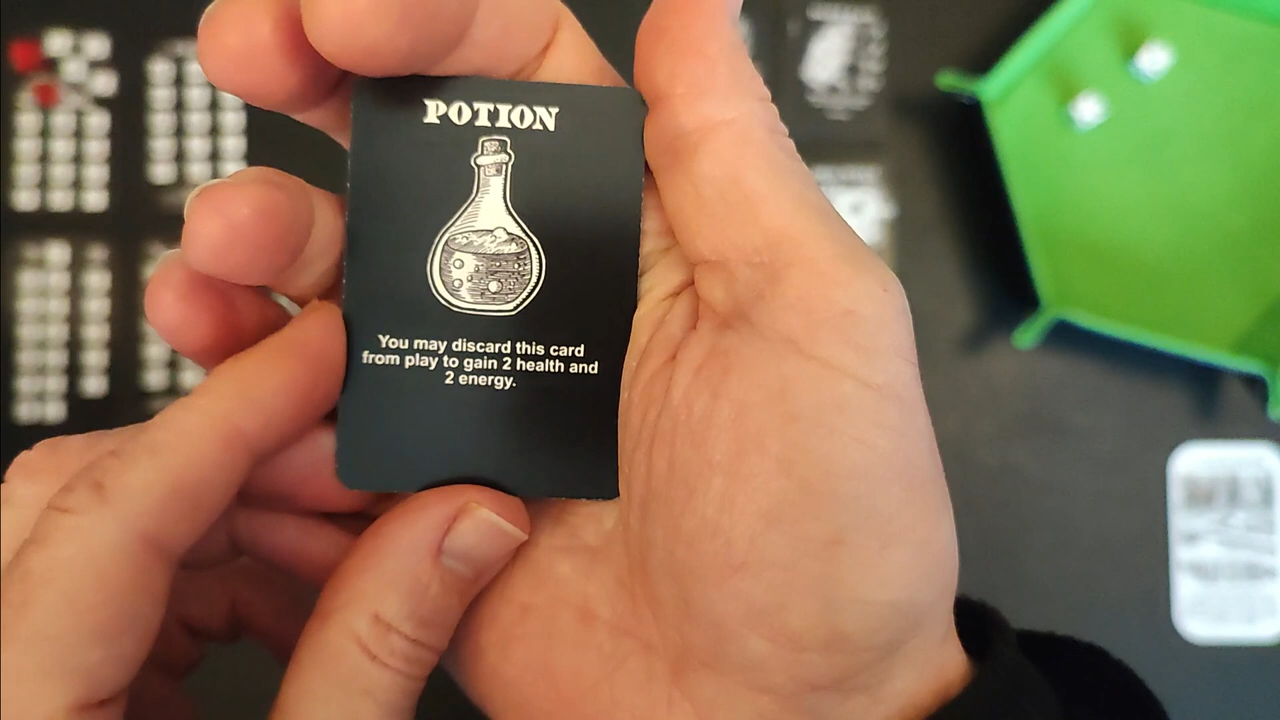 POTION
You may discard this card
from play to gain 2 health and
2 energy.